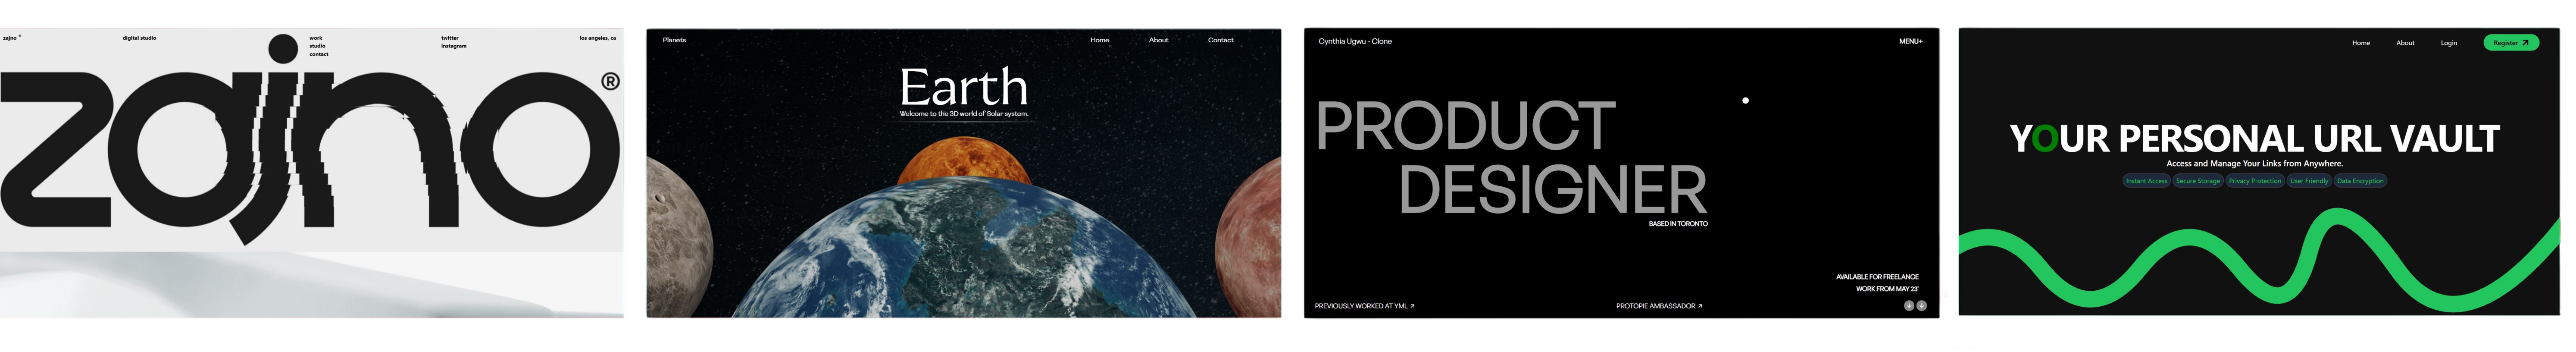 zajno ®
digital studio
work
studio
contact
twitter
instagram
los angeles, ca
zajno®
Planets
Home
About
Contact
Earth
Welcome to the 3D world of Solar system.
Cynthia Ugwu - Clone
MENU+
PRODUCT
DESIGNER
BASED IN TORONTO
AVAILABLE FOR FREELANCE
WORK FROM MAY 23'
PREVIOUSLY WORKED AT YML ↗
PROTOPIE AMBASSADOR ↗
Home
About
Login
Register
YOUR PERSONAL URL VAULT
Access and Manage Your Links from Anywhere.
Instant Access Secure Storage Privacy Protection User Friendly Data Encryption